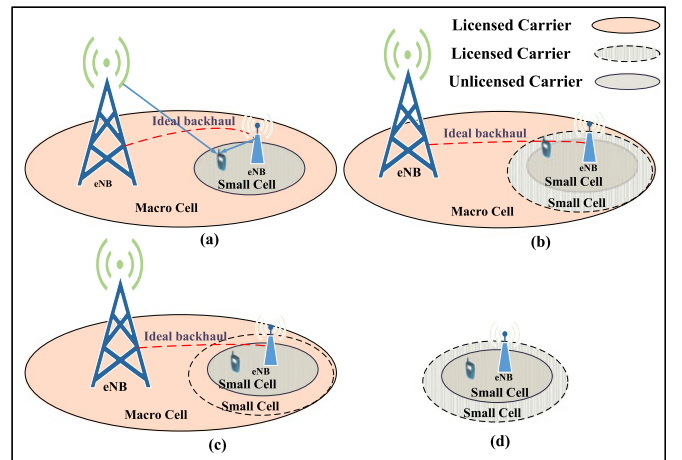 Licensed Carrier
Licensed Carrier
Unlicensed Carrier
Ideal backhaul
eNB
eNB
Small Cell
Macro Cell
(a)
Ideal backhaul
eNB
eNB
Small Cell
Small Cell
Macro Cell
(b)
Ideal backhaul
eNB
eNB
Small Cell
Small Cell
Macro Cell
(c)
eNB
Small Cell
Small Cell
(d)